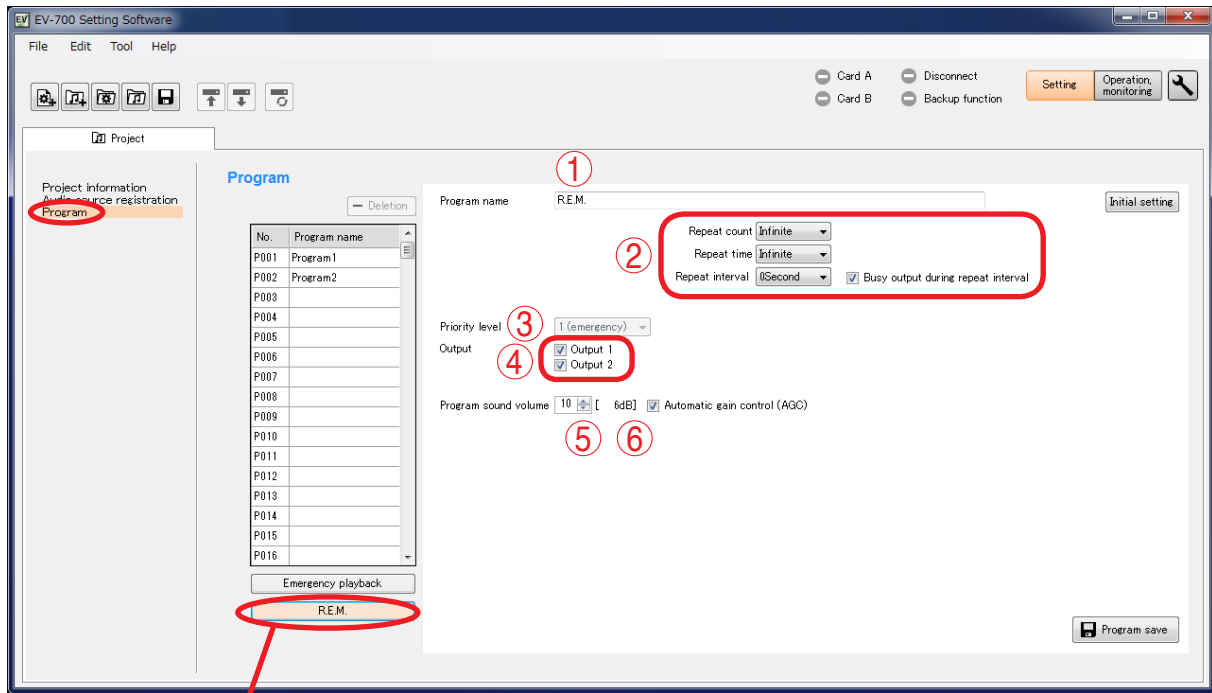 EV EV-700 Setting Software
File Edit Tool Help
Card A Disconnect
Card B Backup function
Setting
Operation,
monitoring
Project
Project information
Audio source registration
Program
Program
Deletion
No. Program name
P001 Program1
P002 Program2
P003
P004
P005
P006
P007
P008
P009
P010
P011
P012
P013
P014
P015
P016
Emergency playback
R.E.M.
①
Program name R.E.M. Initial setting
②
Repeat count Infinite
Repeat time Infinite
Repeat interval 0Second Busy output during repeat interval
Priority level ③ 1 (emergency)
Output ④ Output 1
Output 2
Program sound volume 10 [ 6dB] Automatic gain control (AGC)
⑤ ⑥
Program save